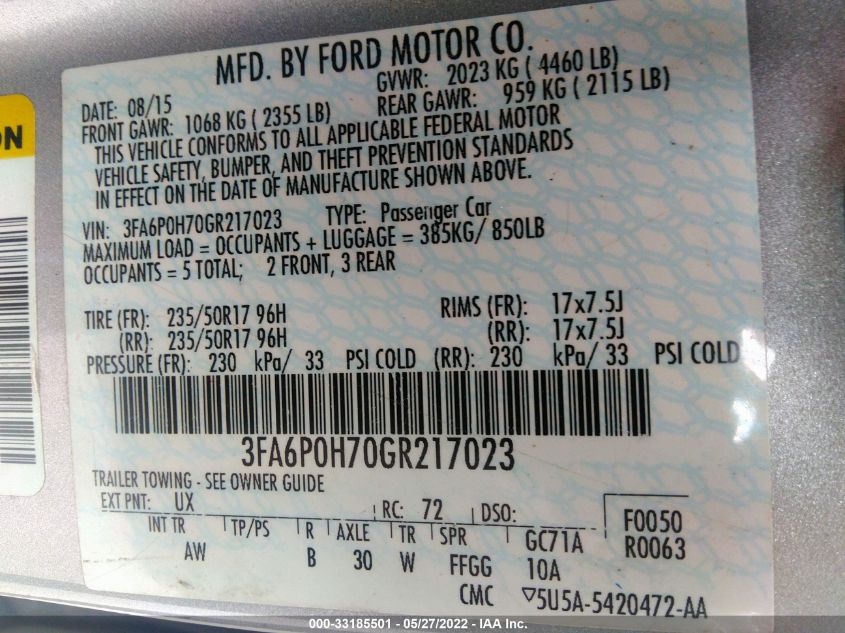 MFD. BY FORD MOTOR CO.
DATE: 08/15 GVWR: 2023 KG ( 4460 LB)
FRONT GAWR: 1068 KG ( 2355 LB) REAR GAWR: 959 KG ( 2115 LB)
THIS VEHICLE CONFORMS TO ALL APPLICABLE FEDERAL MOTOR
VEHICLE SAFETY, BUMPER, AND THEFT PREVENTION STANDARDS
IN EFFECT ON THE DATE OF MANUFACTURE SHOWN ABOVE.
VIN: 3FA6P0H70GR217023 TYPE: Passenger Car
MAXIMUM LOAD = OCCUPANTS + LUGGAGE = 385KG/ 850LB
OCCUPANTS = 5 TOTAL; 2 FRONT, 3 REAR
TIRE (FR): 235/50R17 96H RIMS (FR): 17x7.5J
(RR): 235/50R17 96H (RR): 17x7.5J
PRESSURE (FR): 230 kPa/ 33 PSI COLD (RR): 230 kPa/ 33 PSI COLD
3FA6P0H70GR217023
TRAILER TOWING - SEE OWNER GUIDE
EXT PNT: UX RC: 72 DSO: F0050
INT TR TP/PS R AXLE TR SPR GC71A R0063
AW B 30 W FFGG 10A
CMC ▽5U5A-5420472-AA
ON
000-33185501 - 05/27/2022 - IAA Inc.